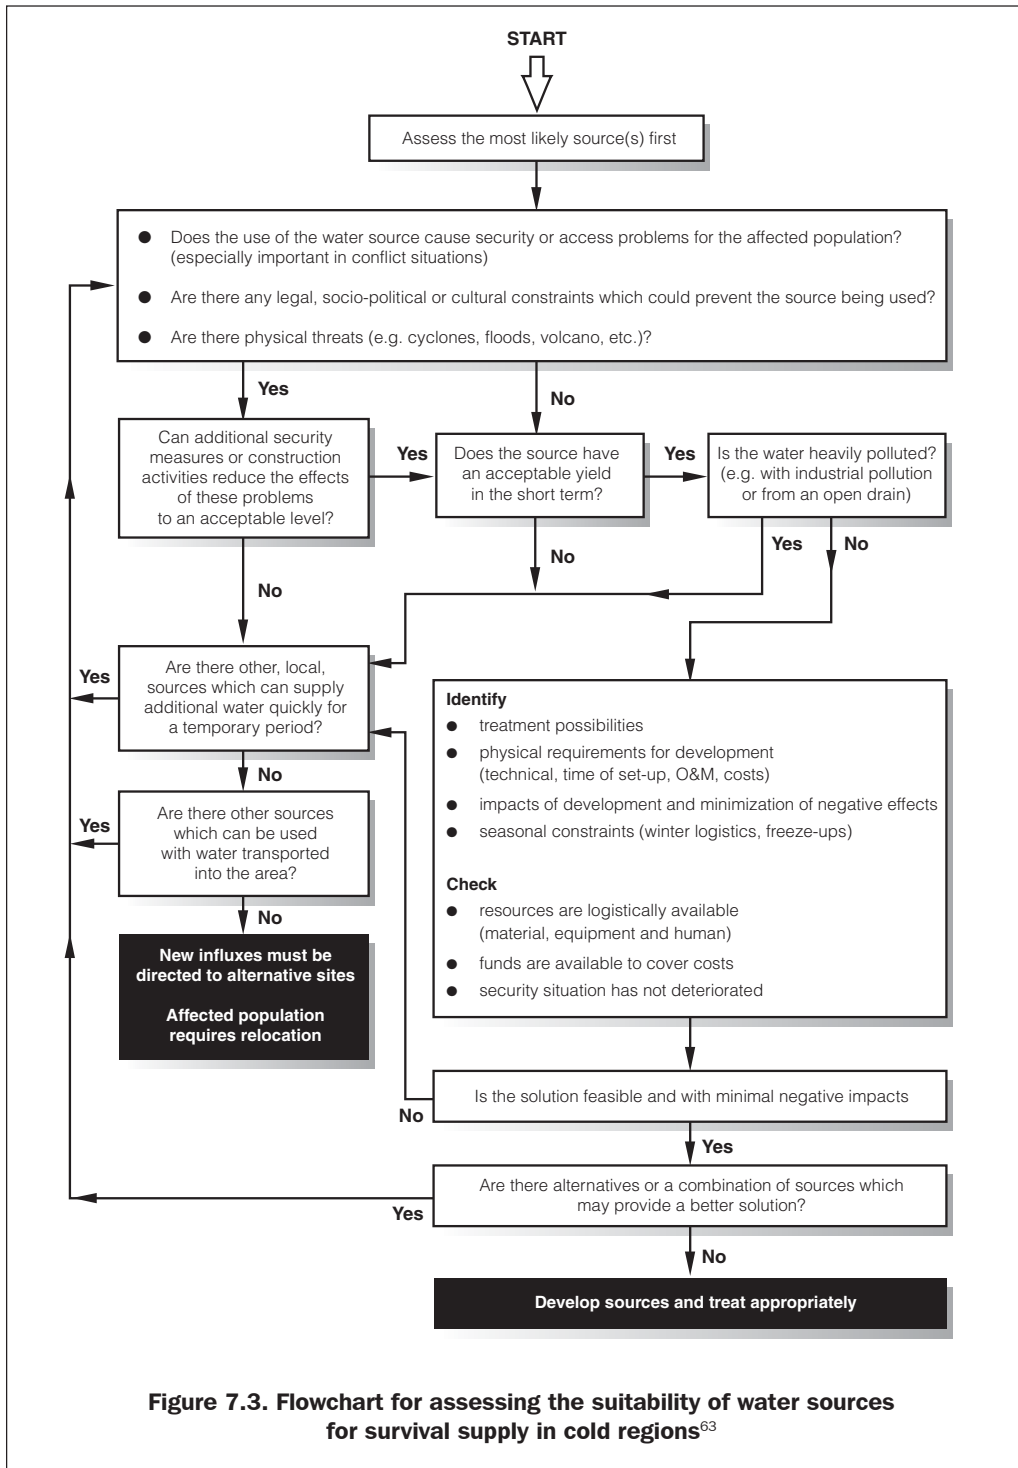 START
Assess the most likely source(s) first
● Does the use of the water source cause security or access problems for the affected population?
(especially important in conflict situations)
● Are there any legal, socio-political or cultural constraints which could prevent the source being used?
● Are there physical threats (e.g. cyclones, floods, volcano, etc.)?
Yes
No
Can additional security
measures or construction
activities reduce the effects
of these problems
to an acceptable level?
Yes
Does the source have
an acceptable yield
in the short term?
Yes
Is the water heavily polluted?
(e.g. with industrial pollution
or from an open drain)
No
No
Yes
No
Are there other, local,
sources which can supply
additional water quickly for
a temporary period?
Yes
No
Are there other sources
which can be used
with water transported
into the area?
Yes
No
New influxes must be
directed to alternative sites
Affected population
requires relocation
Identify
● treatment possibilities
● physical requirements for development
(technical, time of set-up, O&M, costs)
● impacts of development and minimization of negative effects
● seasonal constraints (winter logistics, freeze-ups)
Check
● resources are logistically available
(material, equipment and human)
● funds are available to cover costs
● security situation has not deteriorated
Is the solution feasible and with minimal negative impacts
No
Yes
Are there alternatives or a combination of sources which
may provide a better solution?
Yes
No
Develop sources and treat appropriately
Figure 7.3. Flowchart for assessing the suitability of water sources
for survival supply in cold regions63